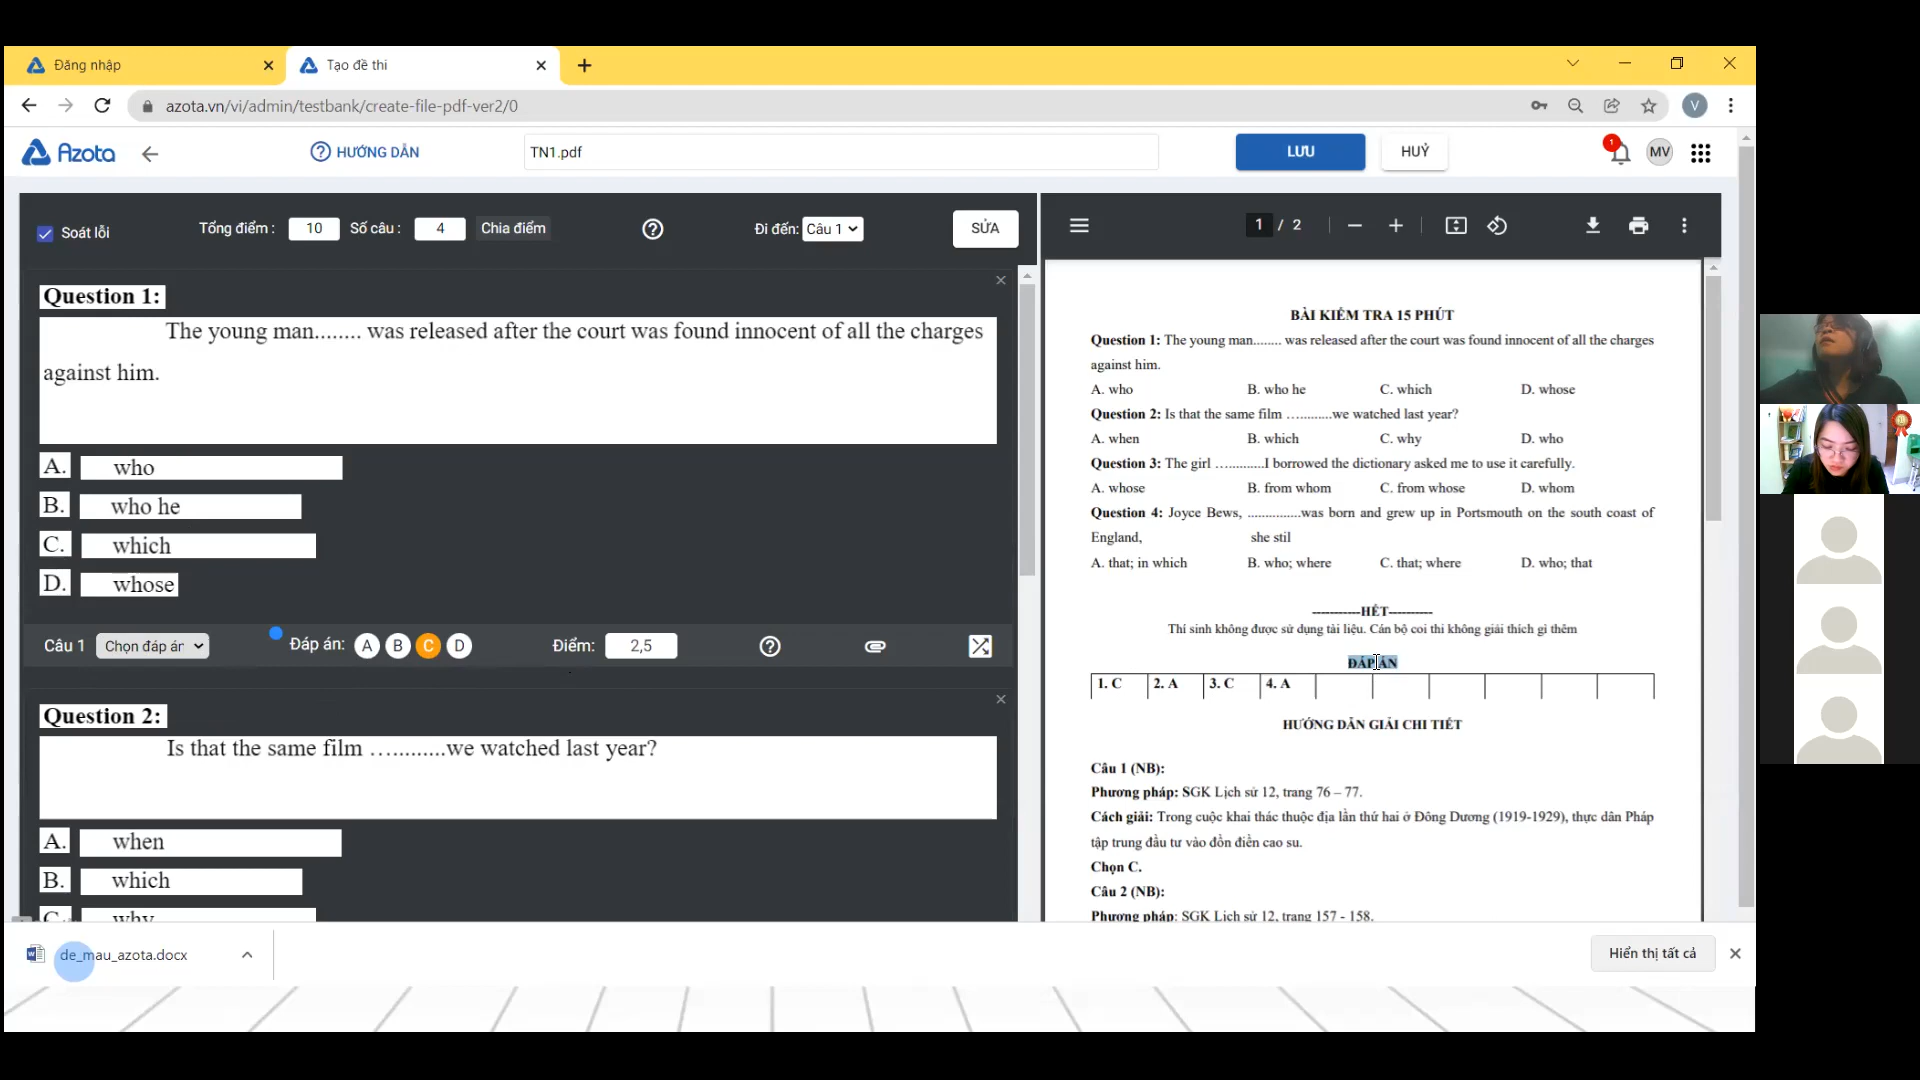 Đăng nhập
Tạo đề thi
azota.vn/vi/admin/testbank/create-file-pdf-ver2/0
V
Azota
HƯỚNG DẪN
TN1.pdf
LƯU
HUỶ
1
MV
Soát lỗi
Tổng điểm : 10
Số câu : 4
Chia điểm
Đi đến: Câu 1
SỬA
Question 1:
The young man........ was released after the court was found innocent of all the charges
against him.
A. who
B. who he
C. which
D. whose
Câu 1 Chọn đáp án Đáp án: A B C D Điểm: 2,5
Question 2:
Is that the same film …..........we watched last year?
A. when
B. which
C. why
1 / 2
BÀI KIỂM TRA 15 PHÚT
Question 1: The young man........ was released after the court was found innocent of all the charges
against him.
A. who B. who he C. which D. whose
Question 2: Is that the same film …..........we watched last year?
A. when B. which C. why D. who
Question 3: The girl …..........I borrowed the dictionary asked me to use it carefully.
A. whose B. from whom C. from whose D. whom
Question 4: Joyce Bews, ...............was born and grew up in Portsmouth on the south coast of
England, she stil
A. that; in which B. who; where C. that; where D. who; that
-----------HẾT----------
Thí sinh không được sử dụng tài liệu. Cán bộ coi thi không giải thích gì thêm
ĐÁP ÁN
1. C 2. A 3. C 4. A
HƯỚNG DẪN GIẢI CHI TIẾT
Câu 1 (NB):
Phương pháp: SGK Lịch sử 12, trang 76 – 77.
Cách giải: Trong cuộc khai thác thuộc địa lần thứ hai ở Đông Dương (1919-1929), thực dân Pháp
tập trung đầu tư vào đồn điền cao su.
Chọn C.
Câu 2 (NB):
Phương pháp: SGK Lịch sử 12, trang 157 - 158.
de_mau_azota.docx
Hiển thị tất cả